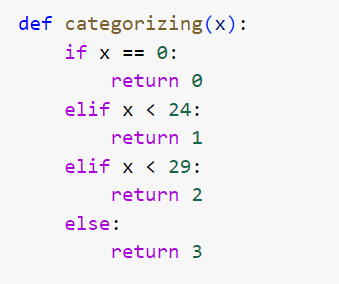 def categorizing(x):
    if x == 0:
        return 0
    elif x < 24:
        return 1
    elif x < 29:
        return 2
    else:
        return 3